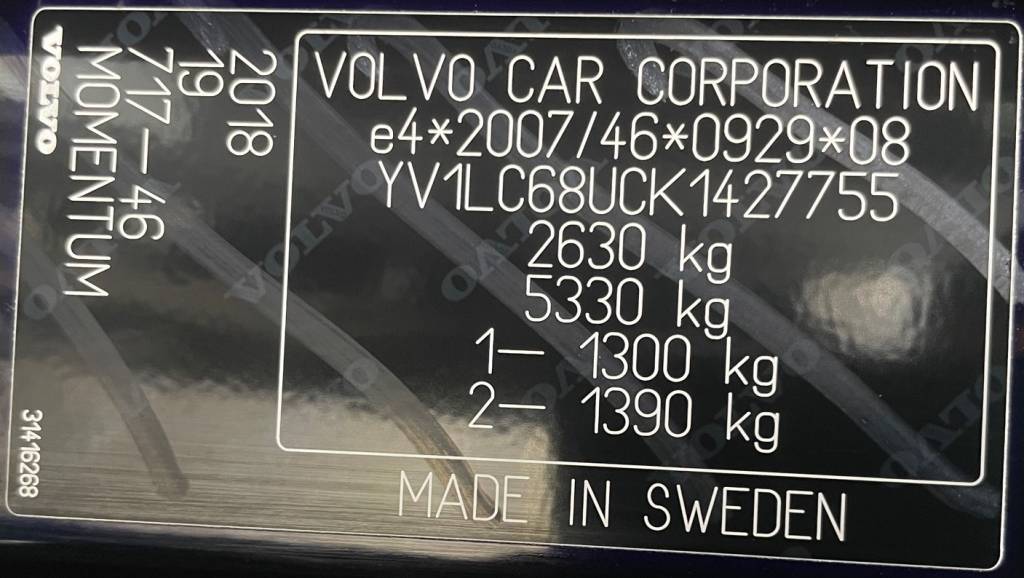 VOLVO
MOMENTUM
717-46
19
2018
31416268
VOLVO CAR CORPORATION
e4*2007/46*0929*08
YV1LC68UCK1427755
2630 kg
5330 kg
1- 1300 kg
2- 1390 kg
MADE IN SWEDEN